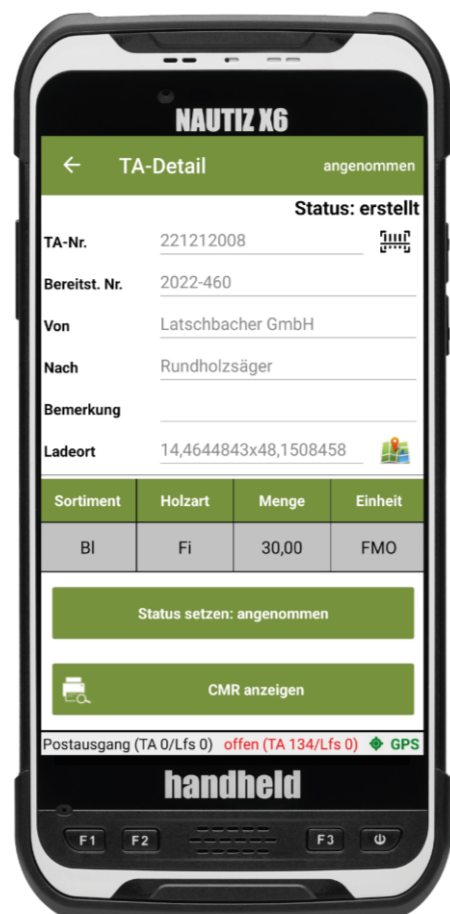 NAUTIZ X6
TA-Detail angenommen
Status: erstellt
TA-Nr. 221212008
Bereitst. Nr. 2022-460
Von Latschbacher GmbH
Nach Rundholzsäger
Bemerkung
Ladeort 14,4644843x48,1508458
Sortiment Holzart Menge Einheit
Bl Fi 30,00 FMO
Status setzen: angenommen
CMR anzeigen
Postausgang (TA 0/Lfs 0) offen (TA 134/Lfs 0) GPS
handheld
F1 F2 F3